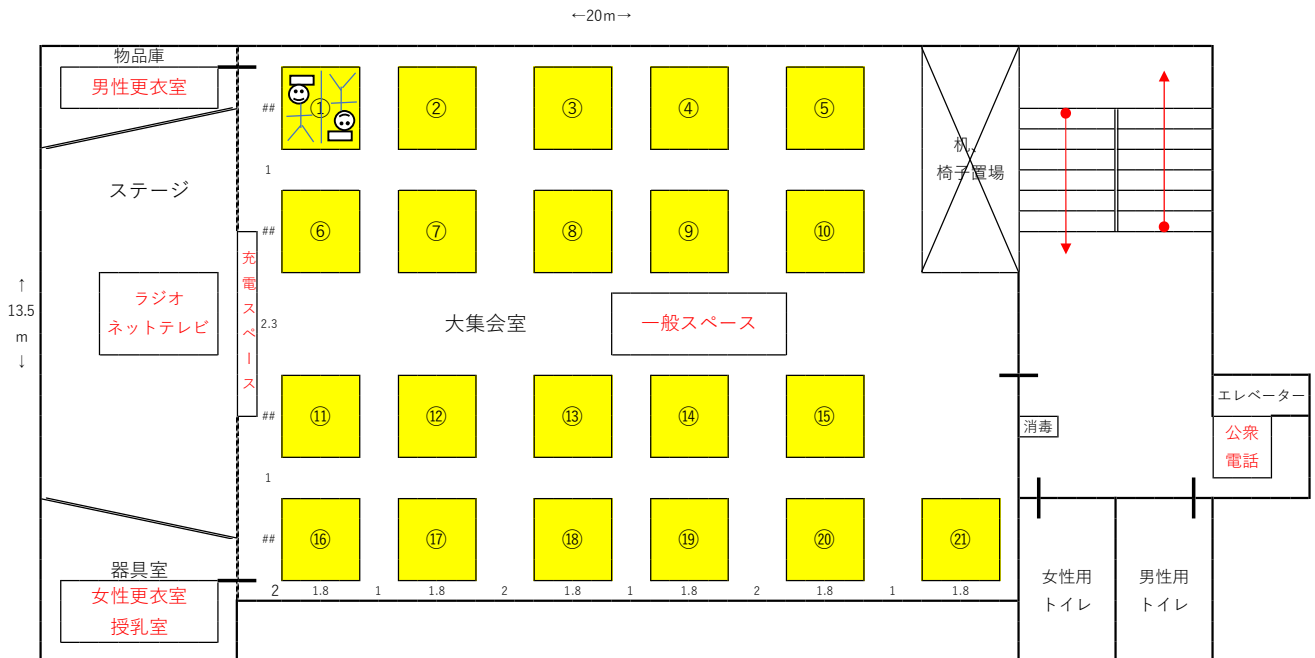 ←20m→
物品庫
男性更衣室
##
①
②
③
④
⑤
机、
椅子置場
1
ステージ
##
⑥
⑦
⑧
⑨
⑩
充電スペース
ラジオ
ネットテレビ
↑
13.5
m
↓
2.3
大集会室
一般スペース
##
⑪
⑫
⑬
⑭
⑮
エレベーター
消毒
公衆
電話
1
##
⑯
⑰
⑱
⑲
⑳
㉑
器具室
女性更衣室
授乳室
2 1.8 1 1.8 2 1.8 1 1.8 2 1.8 1 1.8
女性用
トイレ
男性用
トイレ